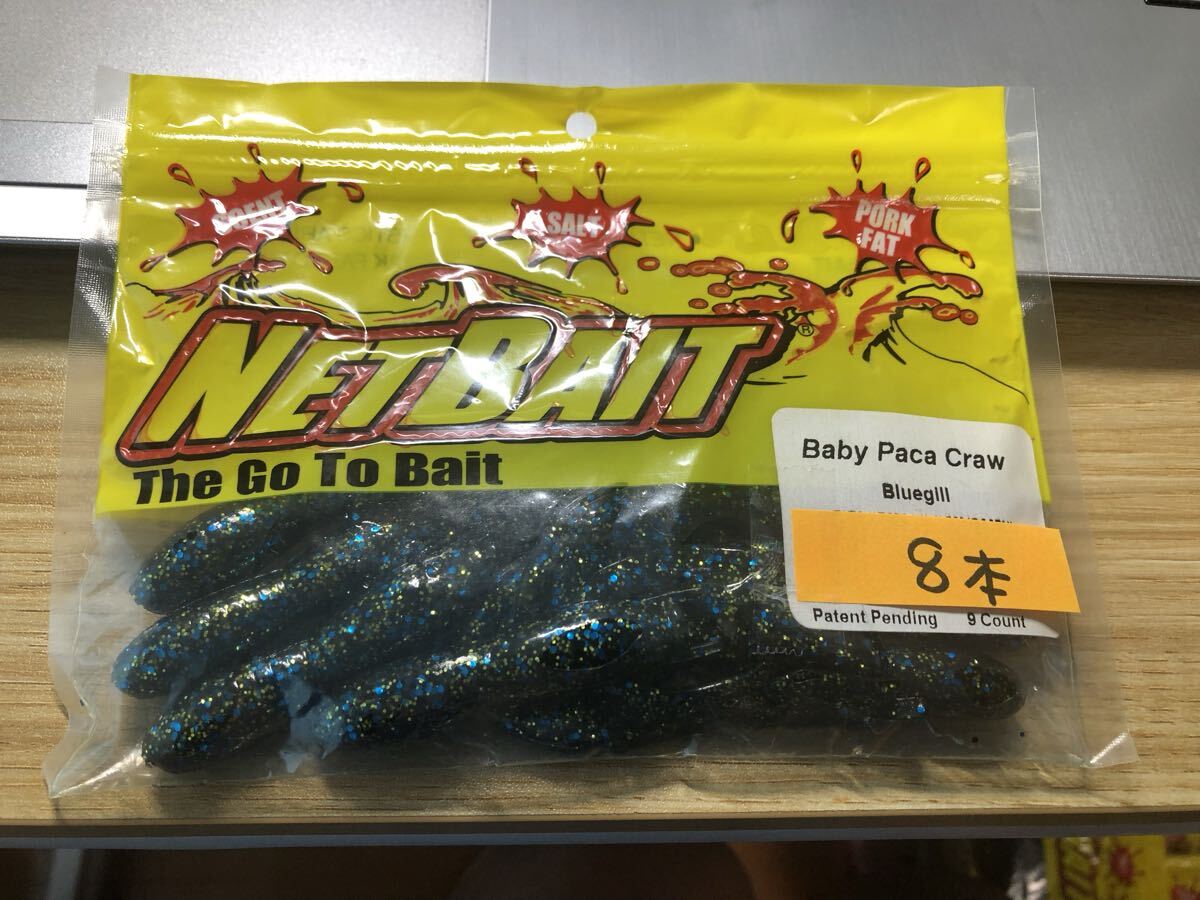 SCENT
SALT
PORK
FAT
NETBAIT
®
The Go To Bait
Baby Paca Craw
Bluegill
8本
Patent Pending 9 Count